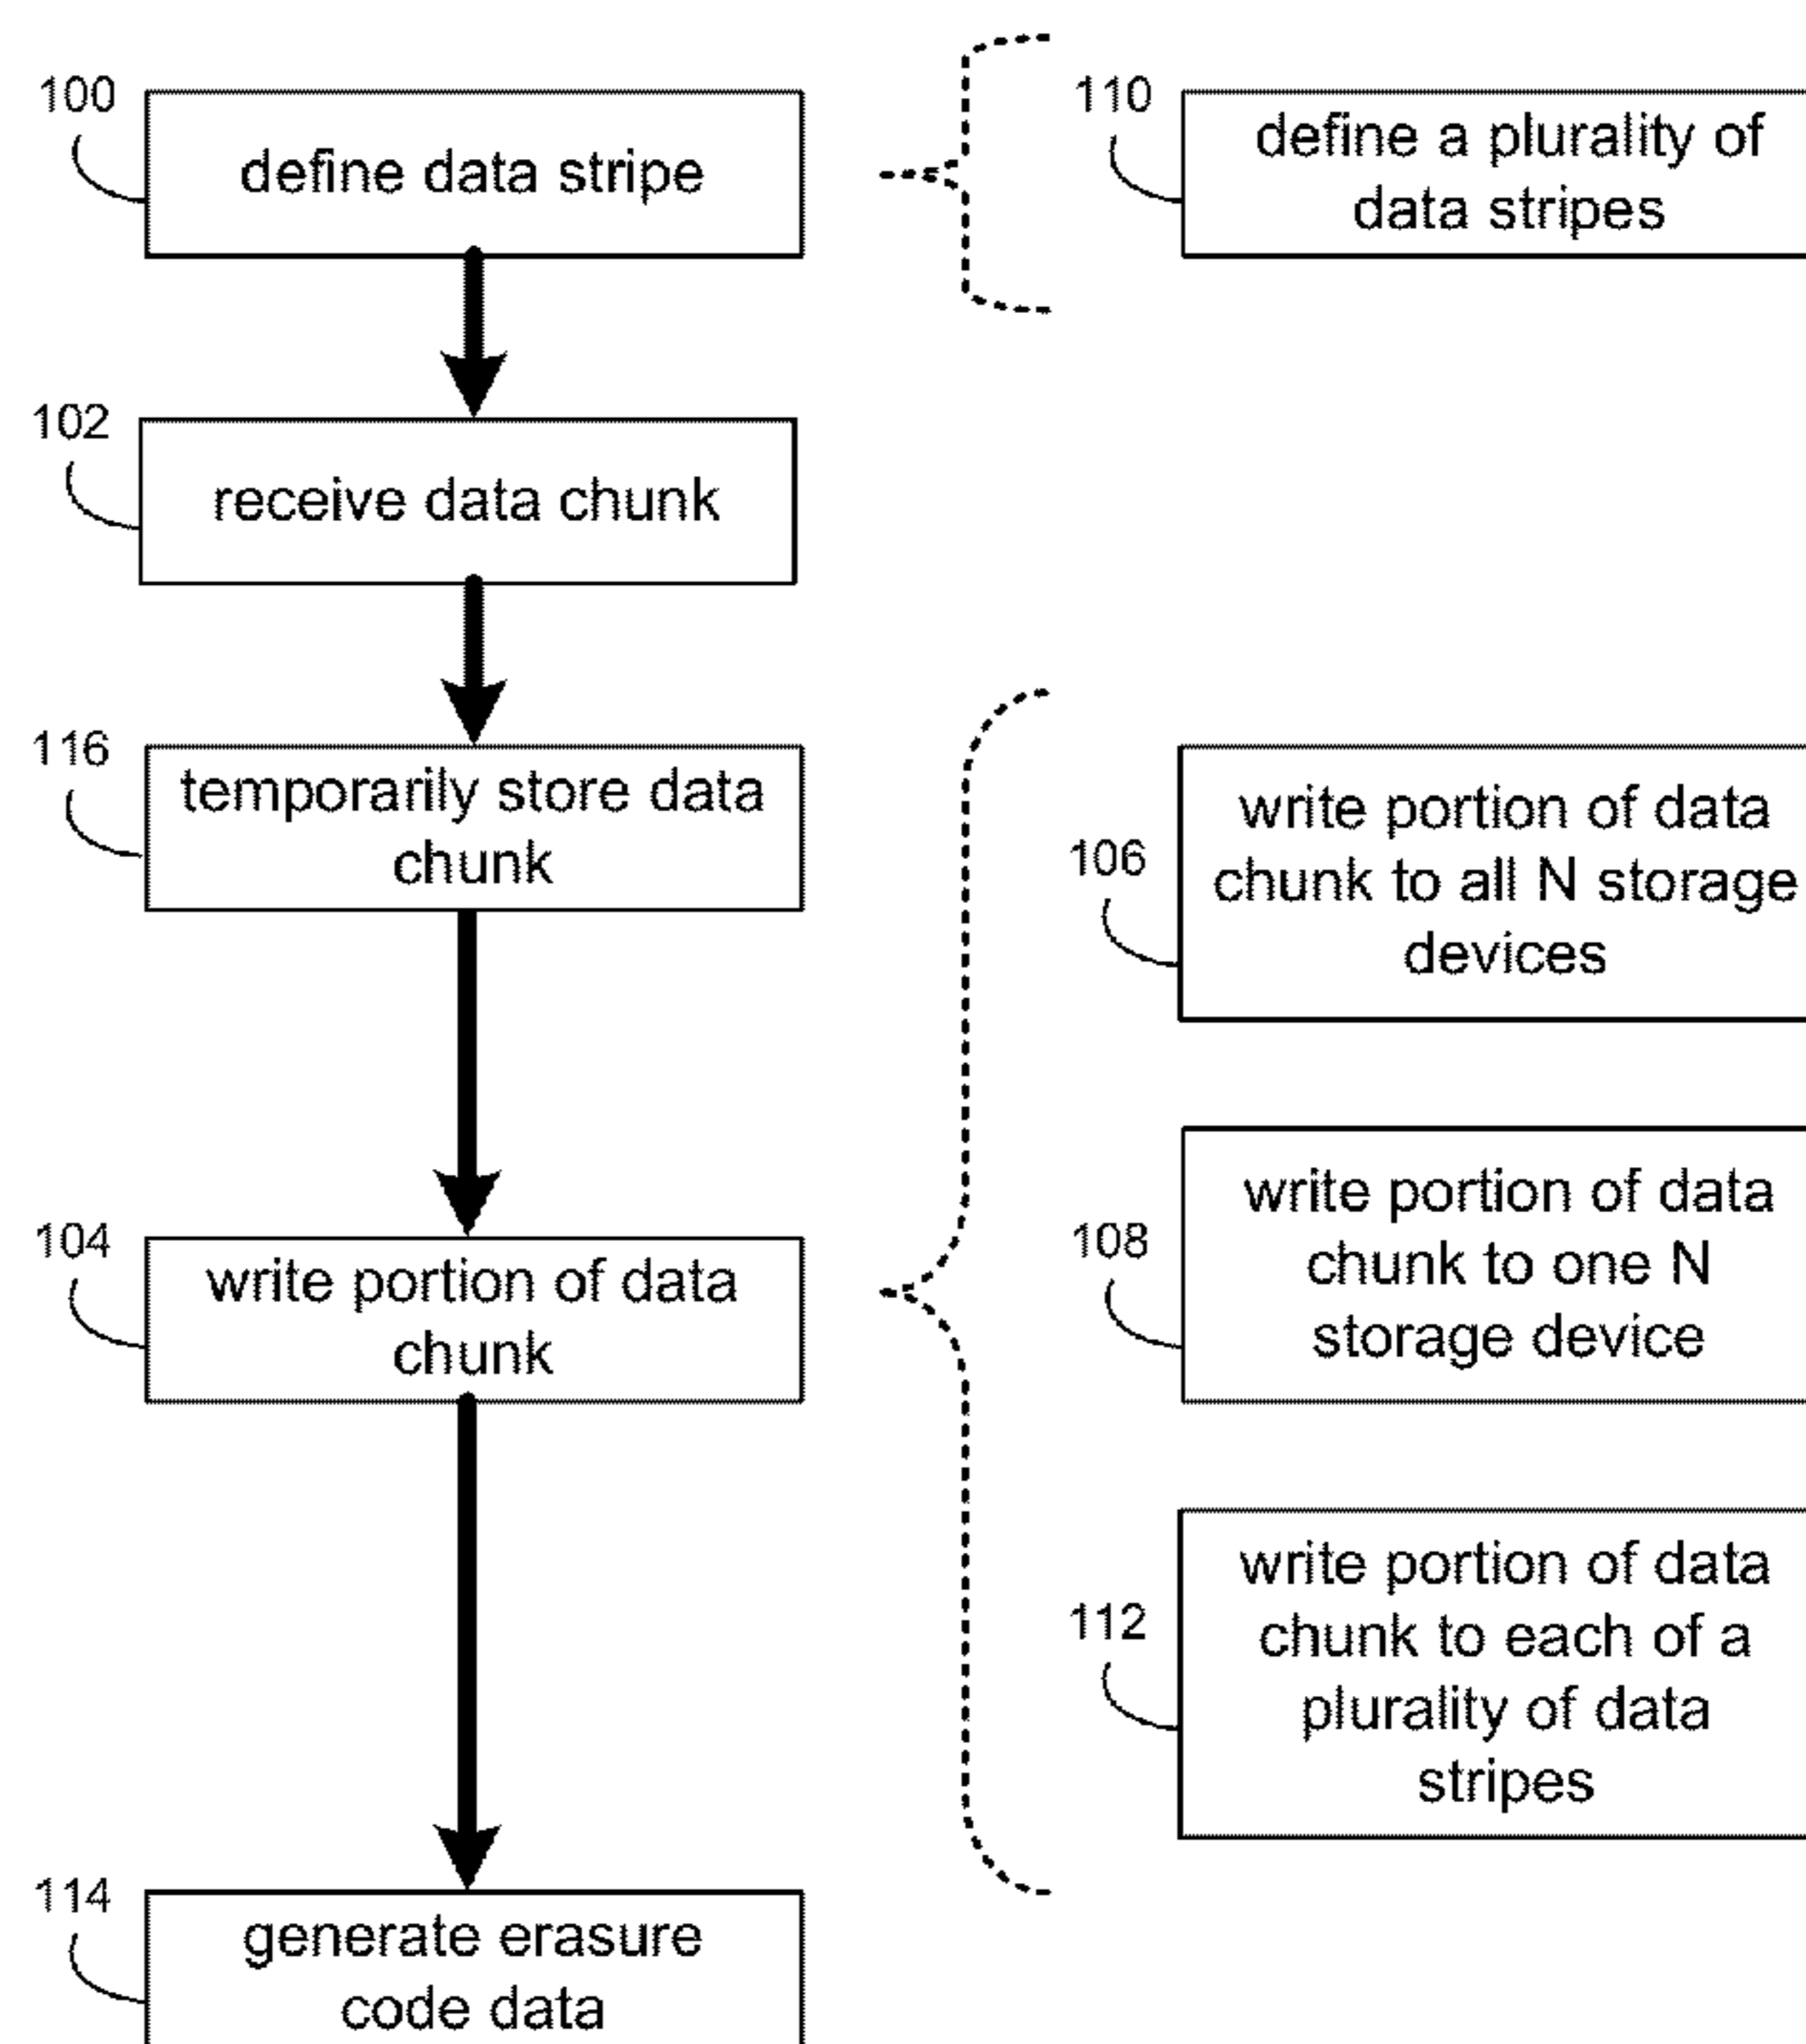 100
define data stripe
110
define a plurality of
data stripes
102
receive data chunk
116
temporarily store data
chunk
106
write portion of data
chunk to all N storage
devices
104
write portion of data
chunk
108
write portion of data
chunk to one N
storage device
112
write portion of data
chunk to each of a
plurality of data
stripes
114
generate erasure
code data